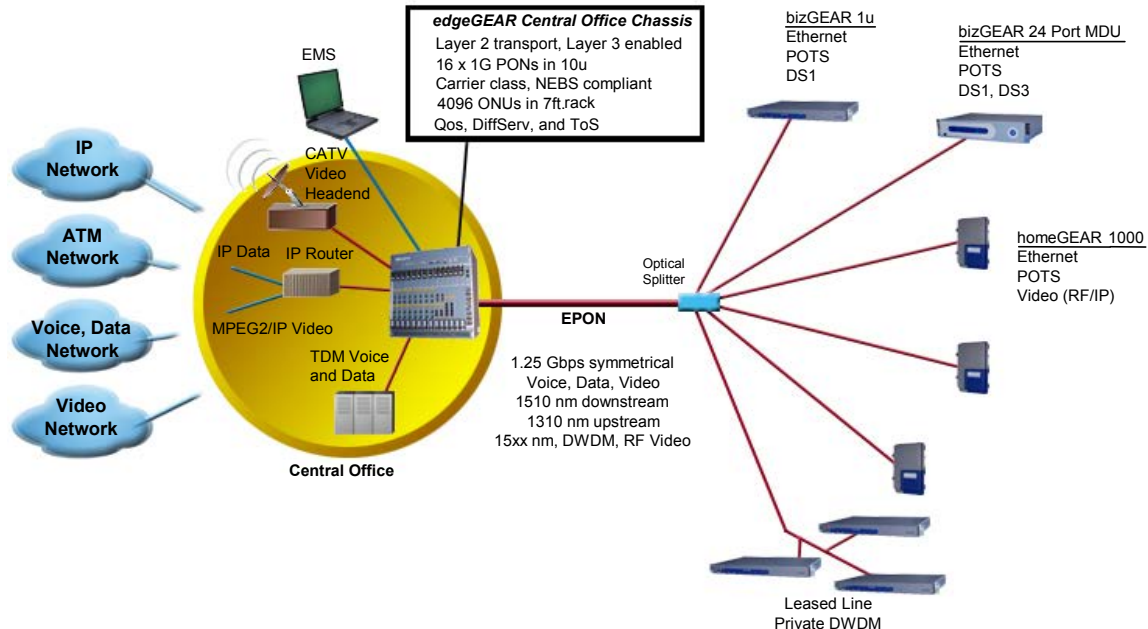 edgeGEAR Central Office Chassis
Layer 2 transport, Layer 3 enabled
16 x 1G PONs in 10u
Carrier class, NEBS compliant
4096 ONUs in 7ft.rack
Qos, DiffServ, and ToS
bizGEAR 1u
Ethernet
POTS
DS1
bizGEAR 24 Port MDU
Ethernet
POTS
DS1, DS3
EMS
IP
Network
ATM
Network
Voice, Data
Network
Video
Network
CATV
Video
Headend
IP Data
IP Router
MPEG2/IP Video
TDM Voice
and Data
Central Office
EPON
1.25 Gbps symmetrical
Voice, Data, Video
1510 nm downstream
1310 nm upstream
15xx nm, DWDM, RF Video
Optical
Splitter
homeGEAR 1000
Ethernet
POTS
Video (RF/IP)
Leased Line
Private DWDM